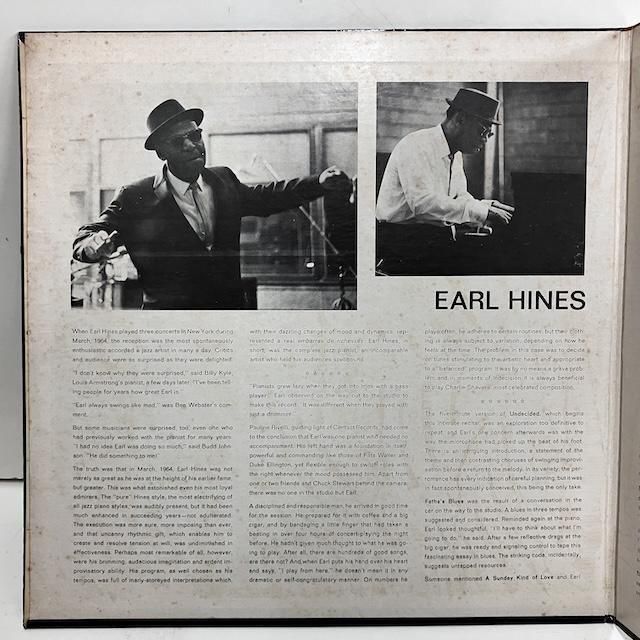 EARL HINES
When Earl Hines played three concerts in New York during
March, 1964, the reception was the most spontaneously
enthusiastic accorded a jazz artist in many a day. Critics
and audience were as surprised as they were delighted.
"I don't know why they were surprised," said Billy Kyle,
Louis Armstrong's pianist, a few days later. "I've been tell-
ing people for years how great Earl is."
"Earl always swings like mad," was Ben Webster's com-
ment.
But some musicians were surprised, too, even one who
had previously worked with the pianist for many years.
"I had no idea Earl was doing so much," said Budd John-
son. "He did something to me!"
The truth was that in March, 1964, Earl Hines was not
merely as great as he was at the height of his earlier fame,
but greater. This was what astonished even his most loyal
admirers. The "pure" Hines style, the most electrifying of
all jazz piano styles, was audibly present, but it had been
much enhanced in succeeding years—not adulterated.
The execution was more sure, more imposing than ever,
and that uncanny rhythmic gift, which enables him to
create and resolve tension at well, was undiminished in
effectiveness. Perhaps most remarkable of all, however,
were his brimming, audacious imagination and ardent im-
provisatory ability. His program, as well chosen as his
tempos, was full of many-storeyed interpretations which,
with their dazzling changes of mood and dynamics, rep-
resented a real embarras de richesses. Earl Hines, in
short, was the complete jazz pianist, an incomparable
artist who held his audiences swinging
"Pianists grew lazy when they got into trios with a bass
player," Earl observed on the way out to the studio to
make this record. "It was different when they played with
just a drummer."
Pauline Rivelli, guiding light of Contact Records, had come
to the conclusion that Earl was one pianist who needed no
accompaniment. His left hand was a foundation in itself,
powerful and commanding like those of Fats Waller and
Duke Ellington, yet flexible enough to switch roles with
the right whenever the mood possessed him. Apart from
one or two friends and Chuck Stewart behind the camera,
there was no one in the studio but Earl.
A disciplined and responsible man, he arrived in good time
for the session. He prepared for it with coffee and a big
cigar, and by bandaging a little finger that had taken a
beating in over four hours of concert-playing the night
before. He hadn't given much thought to what he was go-
ing to play. After all, there are hundreds of good songs,
are there not? And when Earl puts his hand over his heart
and says, "I play from here," he doesn't mean it in any
dramatic or self-congratulatory manner. On numbers he
plays often, he adheres to certain routines, but the
is always subject to variation, depending on how he
feels at the time. The problem in this case was to decide
on tunes stimulating to the artistic heart and appropriate
to a "balanced" program. It was by no means a grave prob-
lem, and in moments of indecision it is always beneficial
to play Charlie Shavers' most celebrated composition.
The five-minute version of Undecided, which begins
this intimate recital, was an exploration too definitive to
repeat, and Earl's one concern afterwards was with the
way the microphone had picked up the beat of his foot.
There is an intriguing introduction, a statement of the
theme and then contrasting choruses of swinging improvi-
sation before a return to the melody. In its variety, the per-
formance has every indication of careful planning, but it was
in fact spontaneously conceived, this being the only take.
Fatha's Blues was the result of a conversation in the
car on the way to the studio. A blues in three tempos was
suggested and considered. Reminded again at the piano,
Earl looked thoughtful. "I'll have to think about what I'm
going to do," he said. After a few reflective drags at the
big cigar, he was ready and signaling control to tape this
fascinating essay in blues. The striking coda, incidentally,
suggests untapped resources.
Someone mentioned A Sunday Kind of Love and Earl